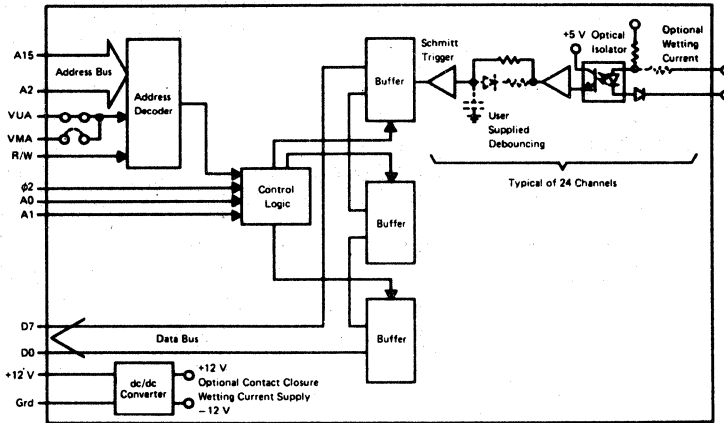 A15
Address Bus
A2
VUA
VMA
R/W
ϕ2
A0
A1
Address
Decoder
Control
Logic
Buffer
Buffer
Buffer
Schmitt
Trigger
User
Supplied
Debouncing
+5 V
Optical
Isolator
Optional
Wetting
Current
Typical of 24 Channels
D7
Data Bus
D0
+12 V
Grd
dc/dc
Converter
+12 V
Optional Contact Closure
Wetting Current Supply
−12 V